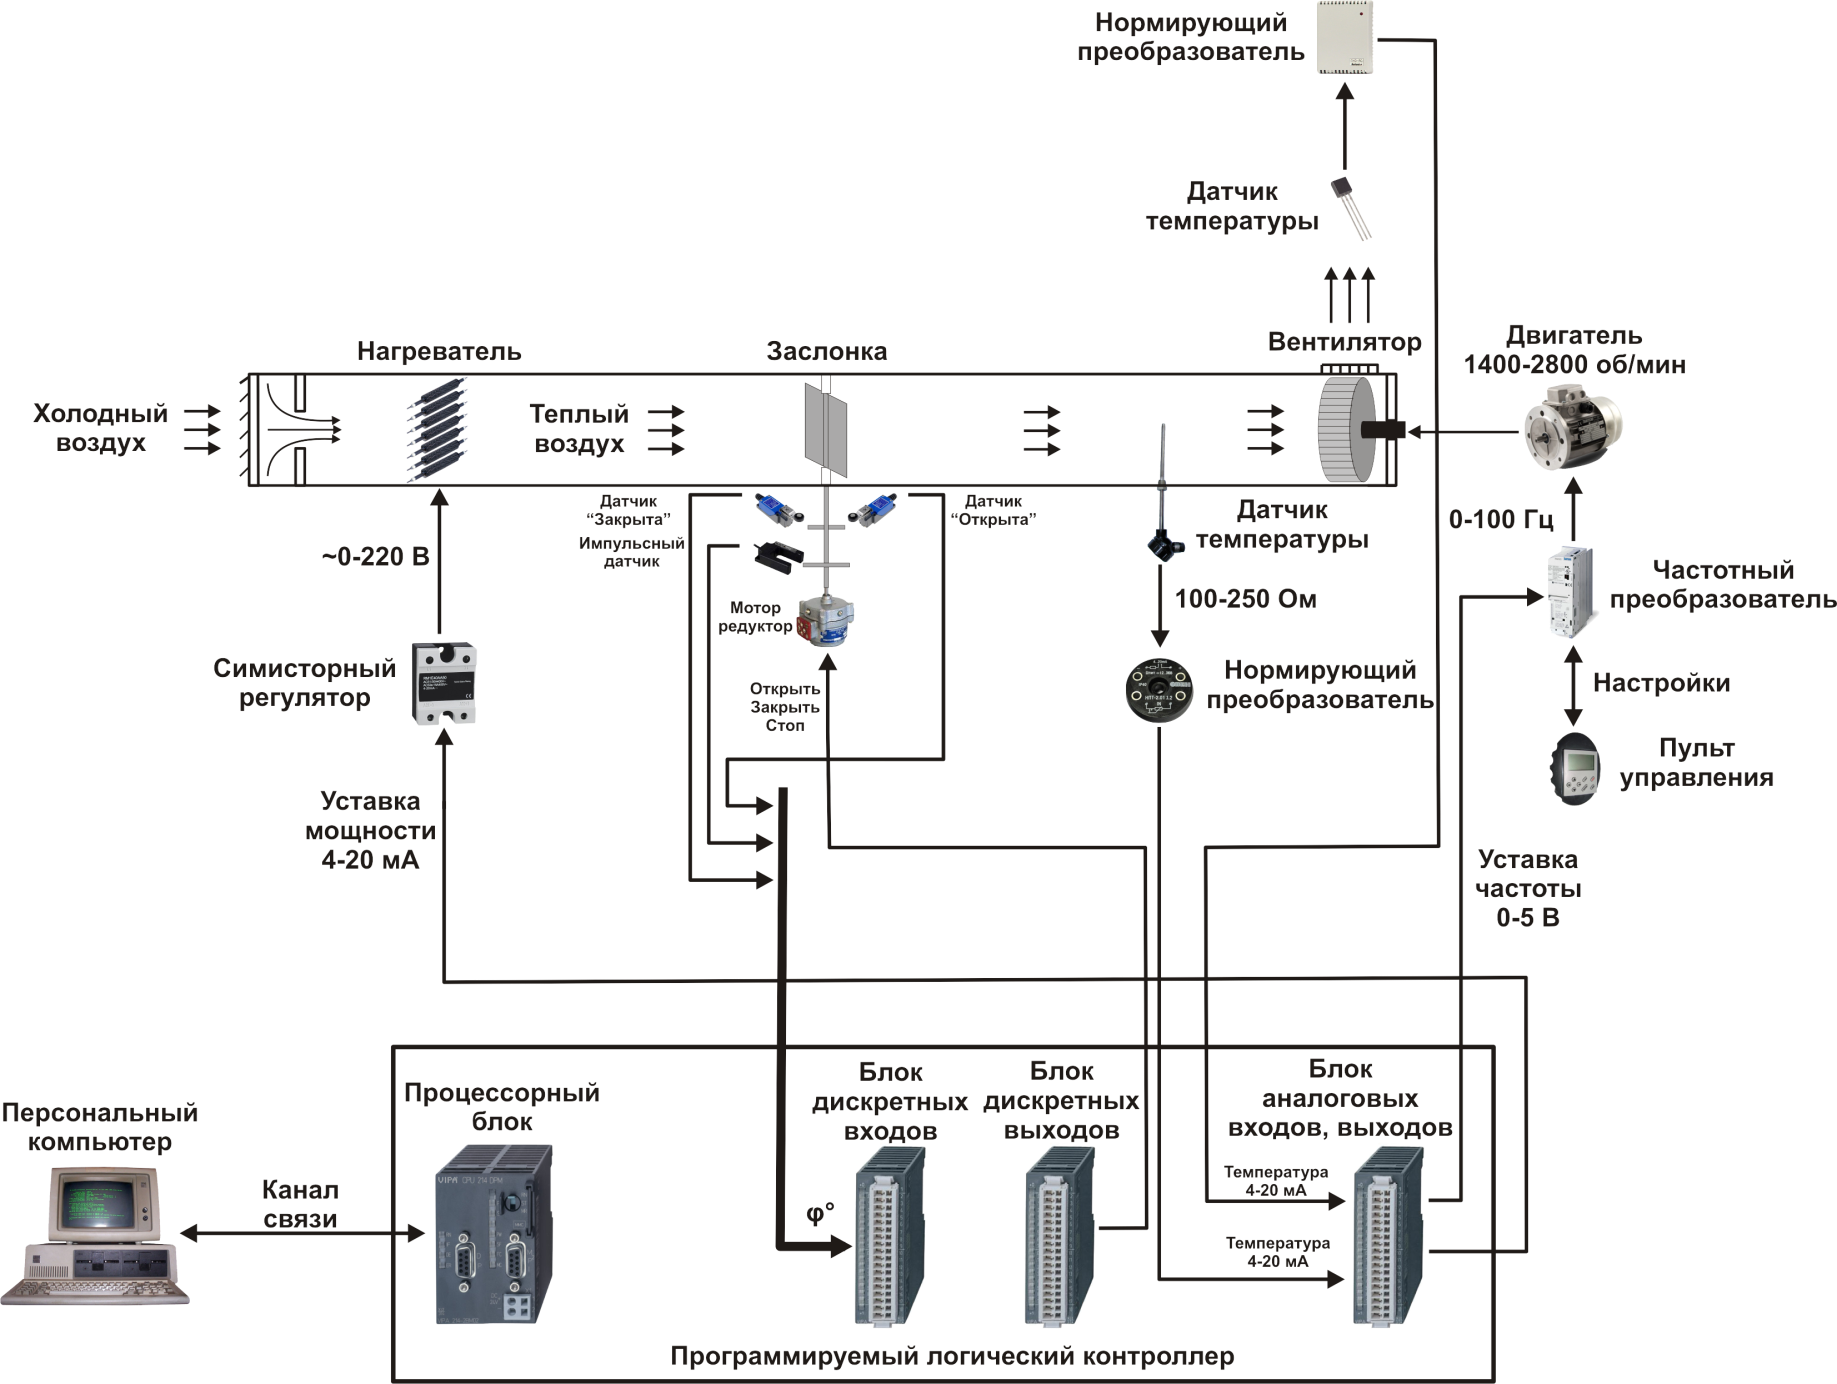 Нормирующий
преобразователь
Датчик
температуры
Нагреватель
Заслонка
Вентилятор
Двигатель
1400-2800 об/мин
Холодный
воздух
Теплый
воздух
Датчик
“Закрыта”
Импульсный
датчик
Датчик
“Открыта”
Датчик
температуры
0-100 Гц
~0-220 В
100-250 Ом
Частотный
преобразователь
Мотор
редуктор
Симисторный
регулятор
Нормирующий
преобразователь
Настройки
Открыть
Закрыть
Стоп
Пульт
управления
Уставка
мощности
4-20 мА
Уставка
частоты
0-5 В
Персональный
компьютер
Процессорный
блок
Блок
дискретных
входов
Блок
дискретных
выходов
Блок
аналоговых
входов, выходов
VIPA CPU 214 DPM
Температура
4-20 мА
Канал
связи
φ°
Температура
4-20 мА
Программируемый логический контроллер